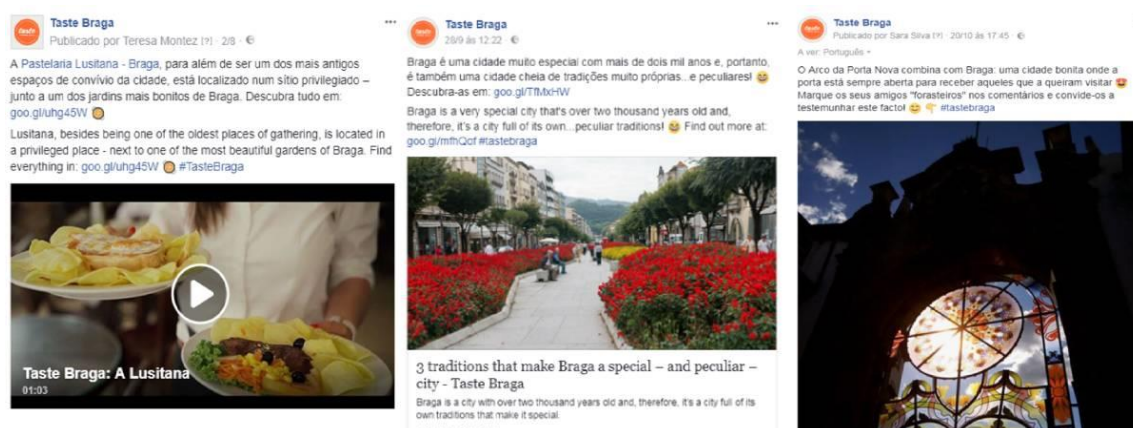 Taste Braga
Publicado por Teresa Montez [?] · 2/8 ·
A Pastelaria Lusitana - Braga, para além de ser um dos mais antigos
espaços de convívio da cidade, está localizado num sítio privilegiado –
junto a um dos jardins mais bonitos de Braga. Descubra tudo em:
goo.gl/uhg45W
Lusitana, besides being one of the oldest places of gathering, is located in
a privileged place - next to one of the most beautiful gardens of Braga. Find
everything in: goo.gl/uhg45W #TasteBraga
Taste Braga: A Lusitana
01:03
Taste Braga
28/9 às 12:22 ·
Braga é uma cidade muito especial com mais de dois mil anos e, portanto,
é também uma cidade cheia de tradições muito próprias...e peculiares!
Descubra-as em: goo.gl/TfMxHW
Braga is a very special city that's over two thousand years old and,
therefore, it's a city full of its own...peculiar traditions! Find out more at:
goo.gl/mfhQcf #tastebraga
3 traditions that make Braga a special – and peculiar –
city - Taste Braga
Braga is a city with over two thousand years old and, therefore, it's a city full of its
own traditions that make it special.
Taste Braga
Publicado por Sara Silva [?] · 20/10 às 17:45 ·
A ver: Português
O Arco da Porta Nova combina com Braga: uma cidade bonita onde a
porta está sempre aberta para receber aqueles que a queiram visitar
Marque os seus amigos "forasteiros" nos comentários e convide-os a
testemunhar este facto! #tastebraga